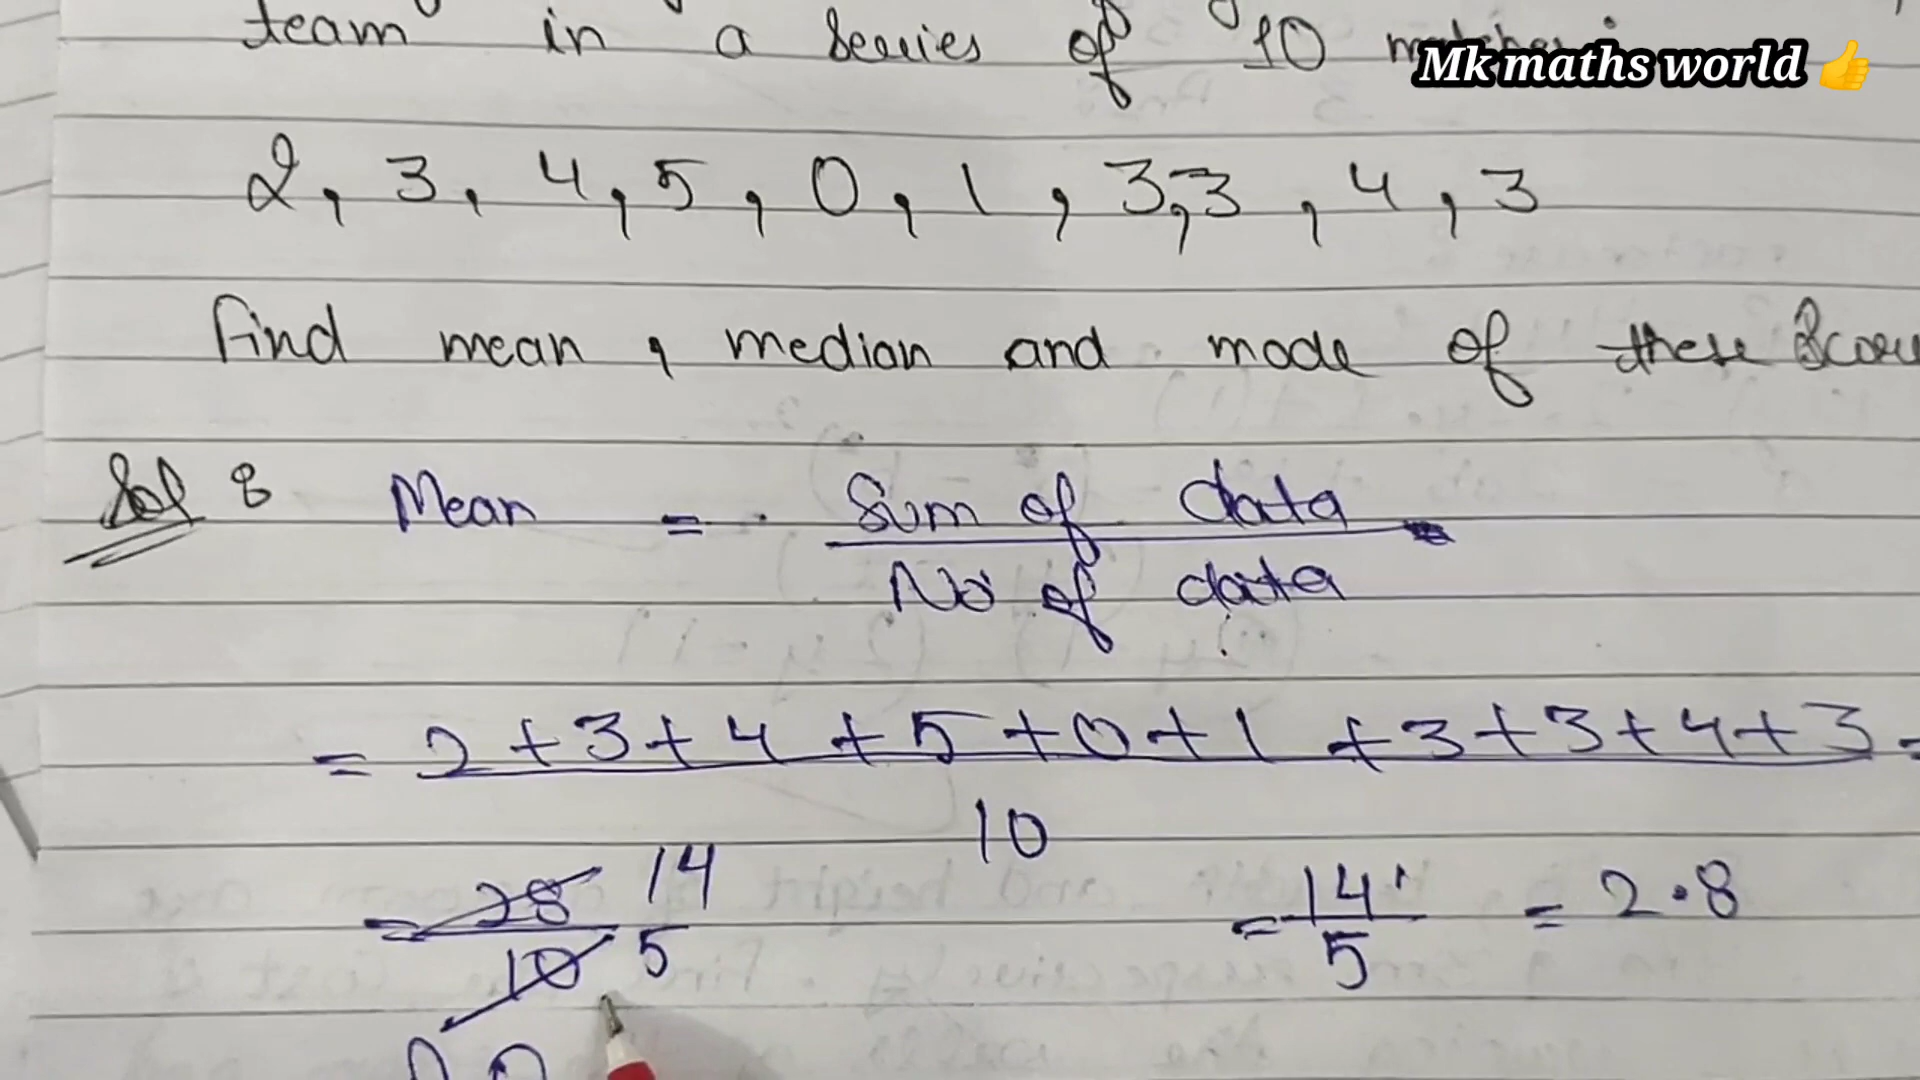 team in a series of 10
Mk maths world
2, 3, 4, 5, 0, 1, 3, 3, 4, 3
Find mean, median and mode of these
Sol: Mean = Sum of data
No of data
= 2+3+4+5+0+1+3+3+4+3 =
10
= 28 14 = 14 = 2.8
10 5 5